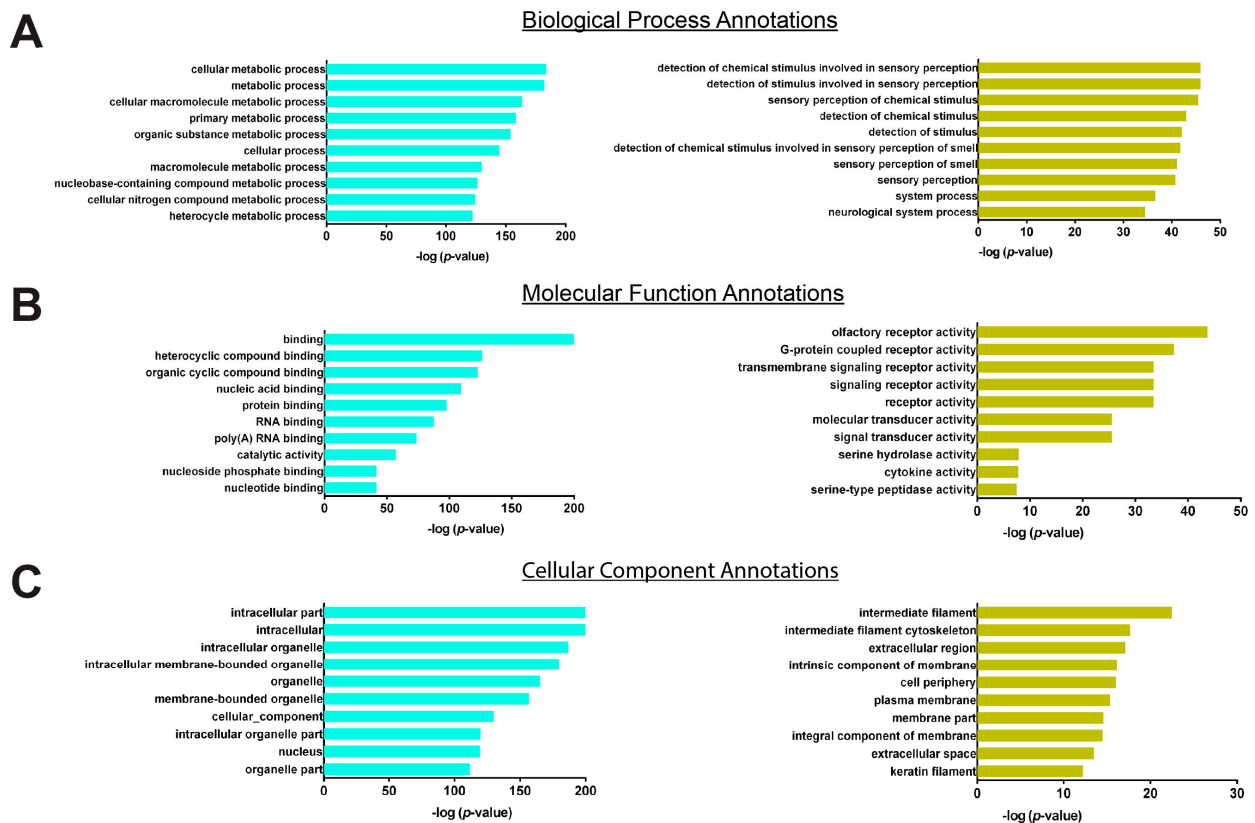 A
Biological Process Annotations
cellular metabolic process
metabolic process
cellular macromolecule metabolic process
primary metabolic process
organic substance metabolic process
cellular process
macromolecule metabolic process
nucleobase-containing compound metabolic process
cellular nitrogen compound metabolic process
heterocycle metabolic process
0 50 100 150 200
-log (p-value)
detection of chemical stimulus involved in sensory perception
detection of stimulus involved in sensory perception
sensory perception of chemical stimulus
detection of chemical stimulus
detection of stimulus
detection of chemical stimulus involved in sensory perception of smell
sensory perception of smell
sensory perception
system process
neurological system process
0 10 20 30 40 50
-log (p-value)
B
Molecular Function Annotations
binding
heterocyclic compound binding
organic cyclic compound binding
nucleic acid binding
protein binding
RNA binding
poly(A) RNA binding
catalytic activity
nucleoside phosphate binding
nucleotide binding
0 50 100 150 200
-log (p-value)
olfactory receptor activity
G-protein coupled receptor activity
transmembrane signaling receptor activity
signaling receptor activity
receptor activity
molecular transducer activity
signal transducer activity
serine hydrolase activity
cytokine activity
serine-type peptidase activity
0 10 20 30 40 50
-log (p-value)
C
Cellular Component Annotations
intracellular part
intracellular
intracellular organelle
intracellular membrane-bounded organelle
organelle
membrane-bounded organelle
cellular_component
intracellular organelle part
nucleus
organelle part
0 50 100 150 200
-log (p-value)
intermediate filament
intermediate filament cytoskeleton
extracellular region
intrinsic component of membrane
cell periphery
plasma membrane
membrane part
integral component of membrane
extracellular space
keratin filament
0 10 20 30
-log (p-value)